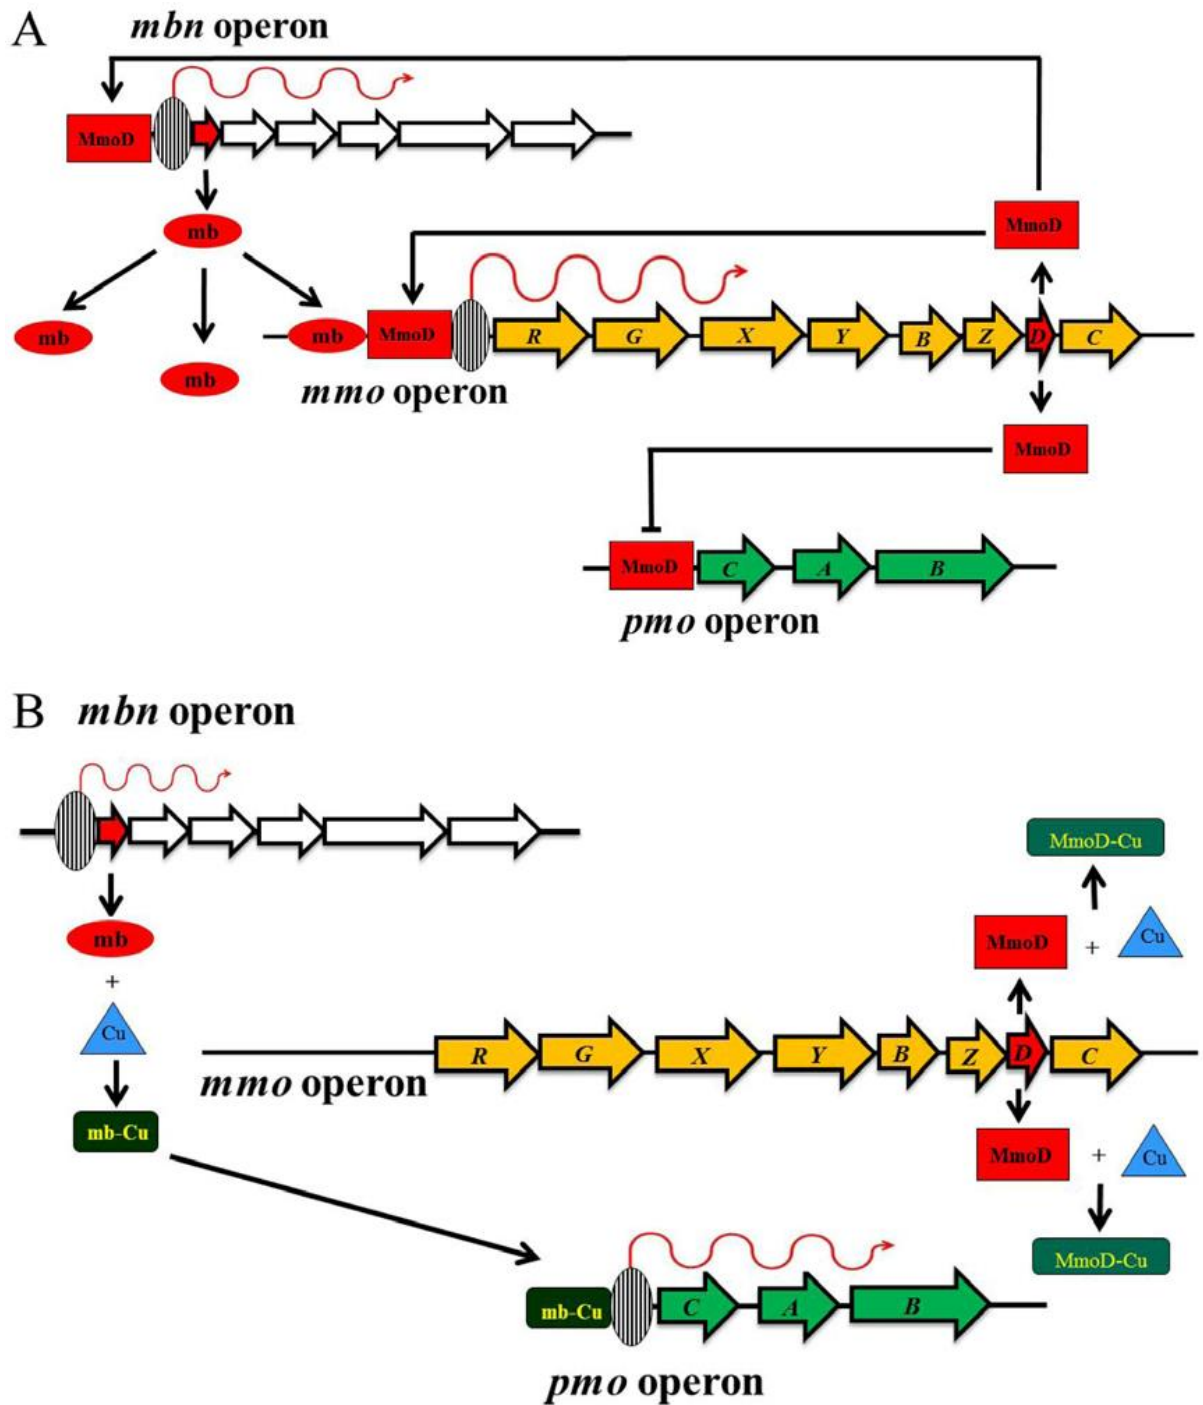 A
mbn operon
MmoD
mb
MmoD
mb
mb
MmoD
R G X Y B Z D C
mb
mmo operon
MmoD
MmoD C A B
pmo operon
B mbn operon
MmoD-Cu
mb
MmoD + Cu
+
Cu
R G X Y B Z D C
mmo operon
mb-Cu
MmoD + Cu
MmoD-Cu
mb-Cu C A B
pmo operon